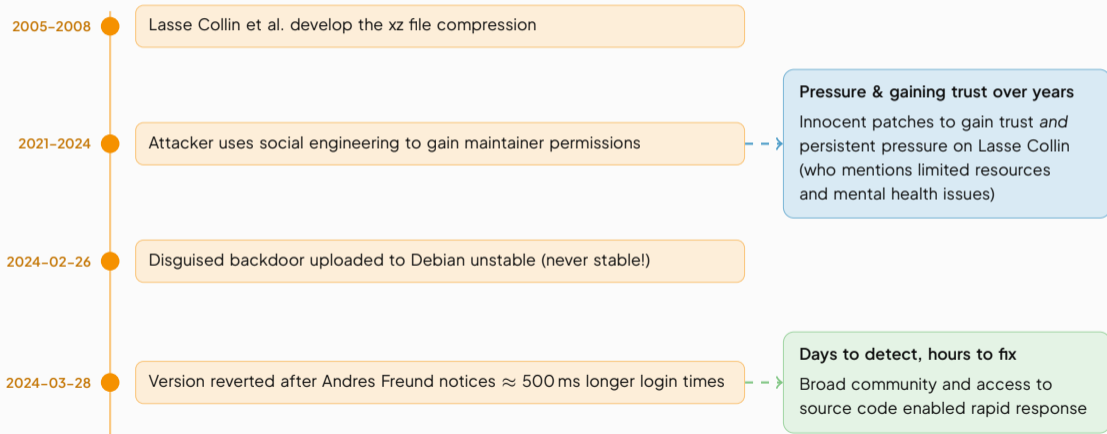 2005-2008
Lasse Collin et al. develop the xz file compression
Pressure & gaining trust over years
Innocent patches to gain trust and
persistent pressure on Lasse Collin
(who mentions limited resources
and mental health issues)
2021-2024
Attacker uses social engineering to gain maintainer permissions
2024-02-26
Disguised backdoor uploaded to Debian unstable (never stable!)
2024-03-28
Version reverted after Andres Freund notices ≈ 500 ms longer login times
Days to detect, hours to fix
Broad community and access to
source code enabled rapid response